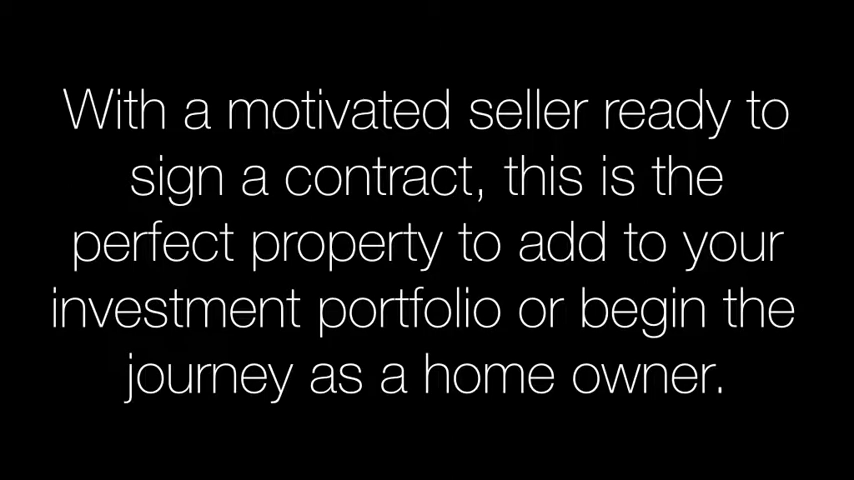 With a motivated seller ready to
sign a contract, this is the
perfect property to add to your
investment portfolio or begin the
journey as a home owner.